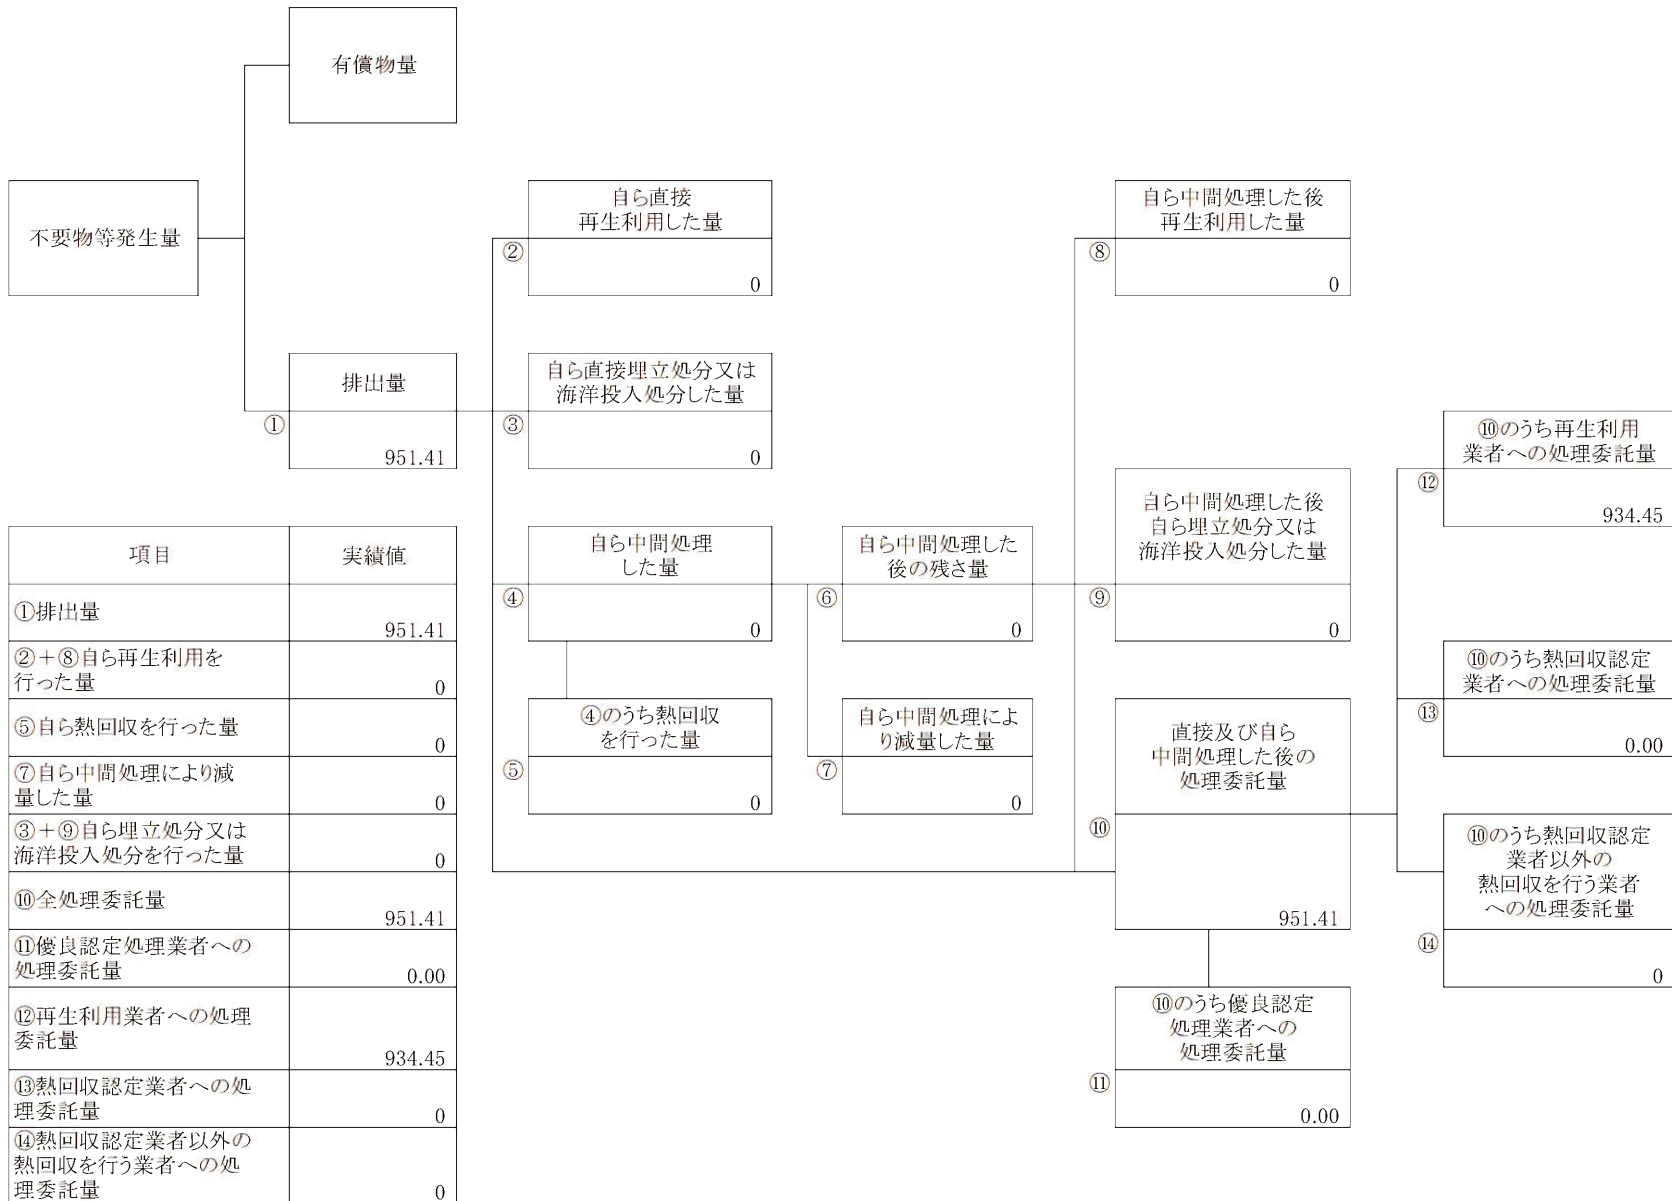 有償物量
不要物等発生量
自ら直接
再生利用した量
②
0
自ら中間処理した後
再生利用した量
⑧
0
排出量
①
951.41
自ら直接埋立処分又は
海洋投入処分した量
③
0
⑩のうち再生利用
業者への処理委託量
⑫
934.45
自ら中間処理
した量
④
0
自ら中間処理した
後の残さ量
⑥
0
自ら中間処理した後
自ら埋立処分又は
海洋投入処分した量
⑨
0
⑩のうち熱回収認定
業者への処理委託量
⑬
0.00
④のうち熱回収
を行った量
⑤
0
自ら中間処理によ
り減量した量
⑦
0
直接及び自ら
中間処理した後の
処理委託量
⑩
951.41
⑩のうち熱回収認定
業者以外の
熱回収を行う業者
への処理委託量
⑭
0
⑩のうち優良認定
処理業者への
処理委託量
⑪
0.00
項目 実績値
①排出量
951.41
②+⑧自ら再生利用を
行った量 0
⑤自ら熱回収を行った量
0
⑦自ら中間処理により減
量した量 0
③+⑨自ら埋立処分又は
海洋投入処分を行った量 0
⑩全処理委託量
951.41
⑪優良認定処理業者への
処理委託量 0.00
⑫再生利用業者への処理
委託量
934.45
⑬熱回収認定業者への処
理委託量 0
⑭熱回収認定業者以外の
熱回収を行う業者への処
理委託量 0